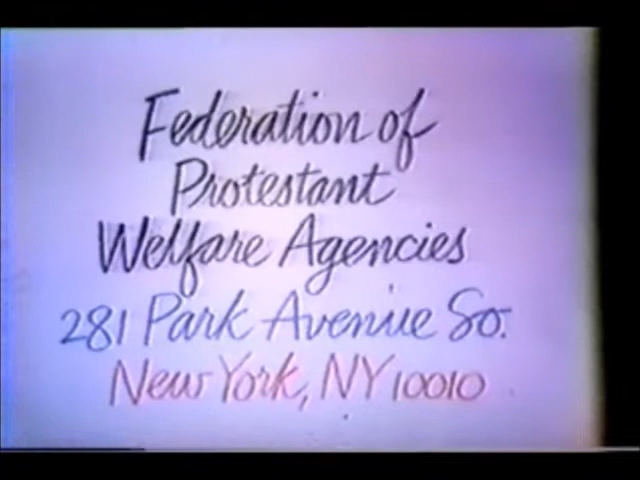 Federation of
Protestant
Welfare Agencies
281 Park Avenue So.
New York, NY 10010